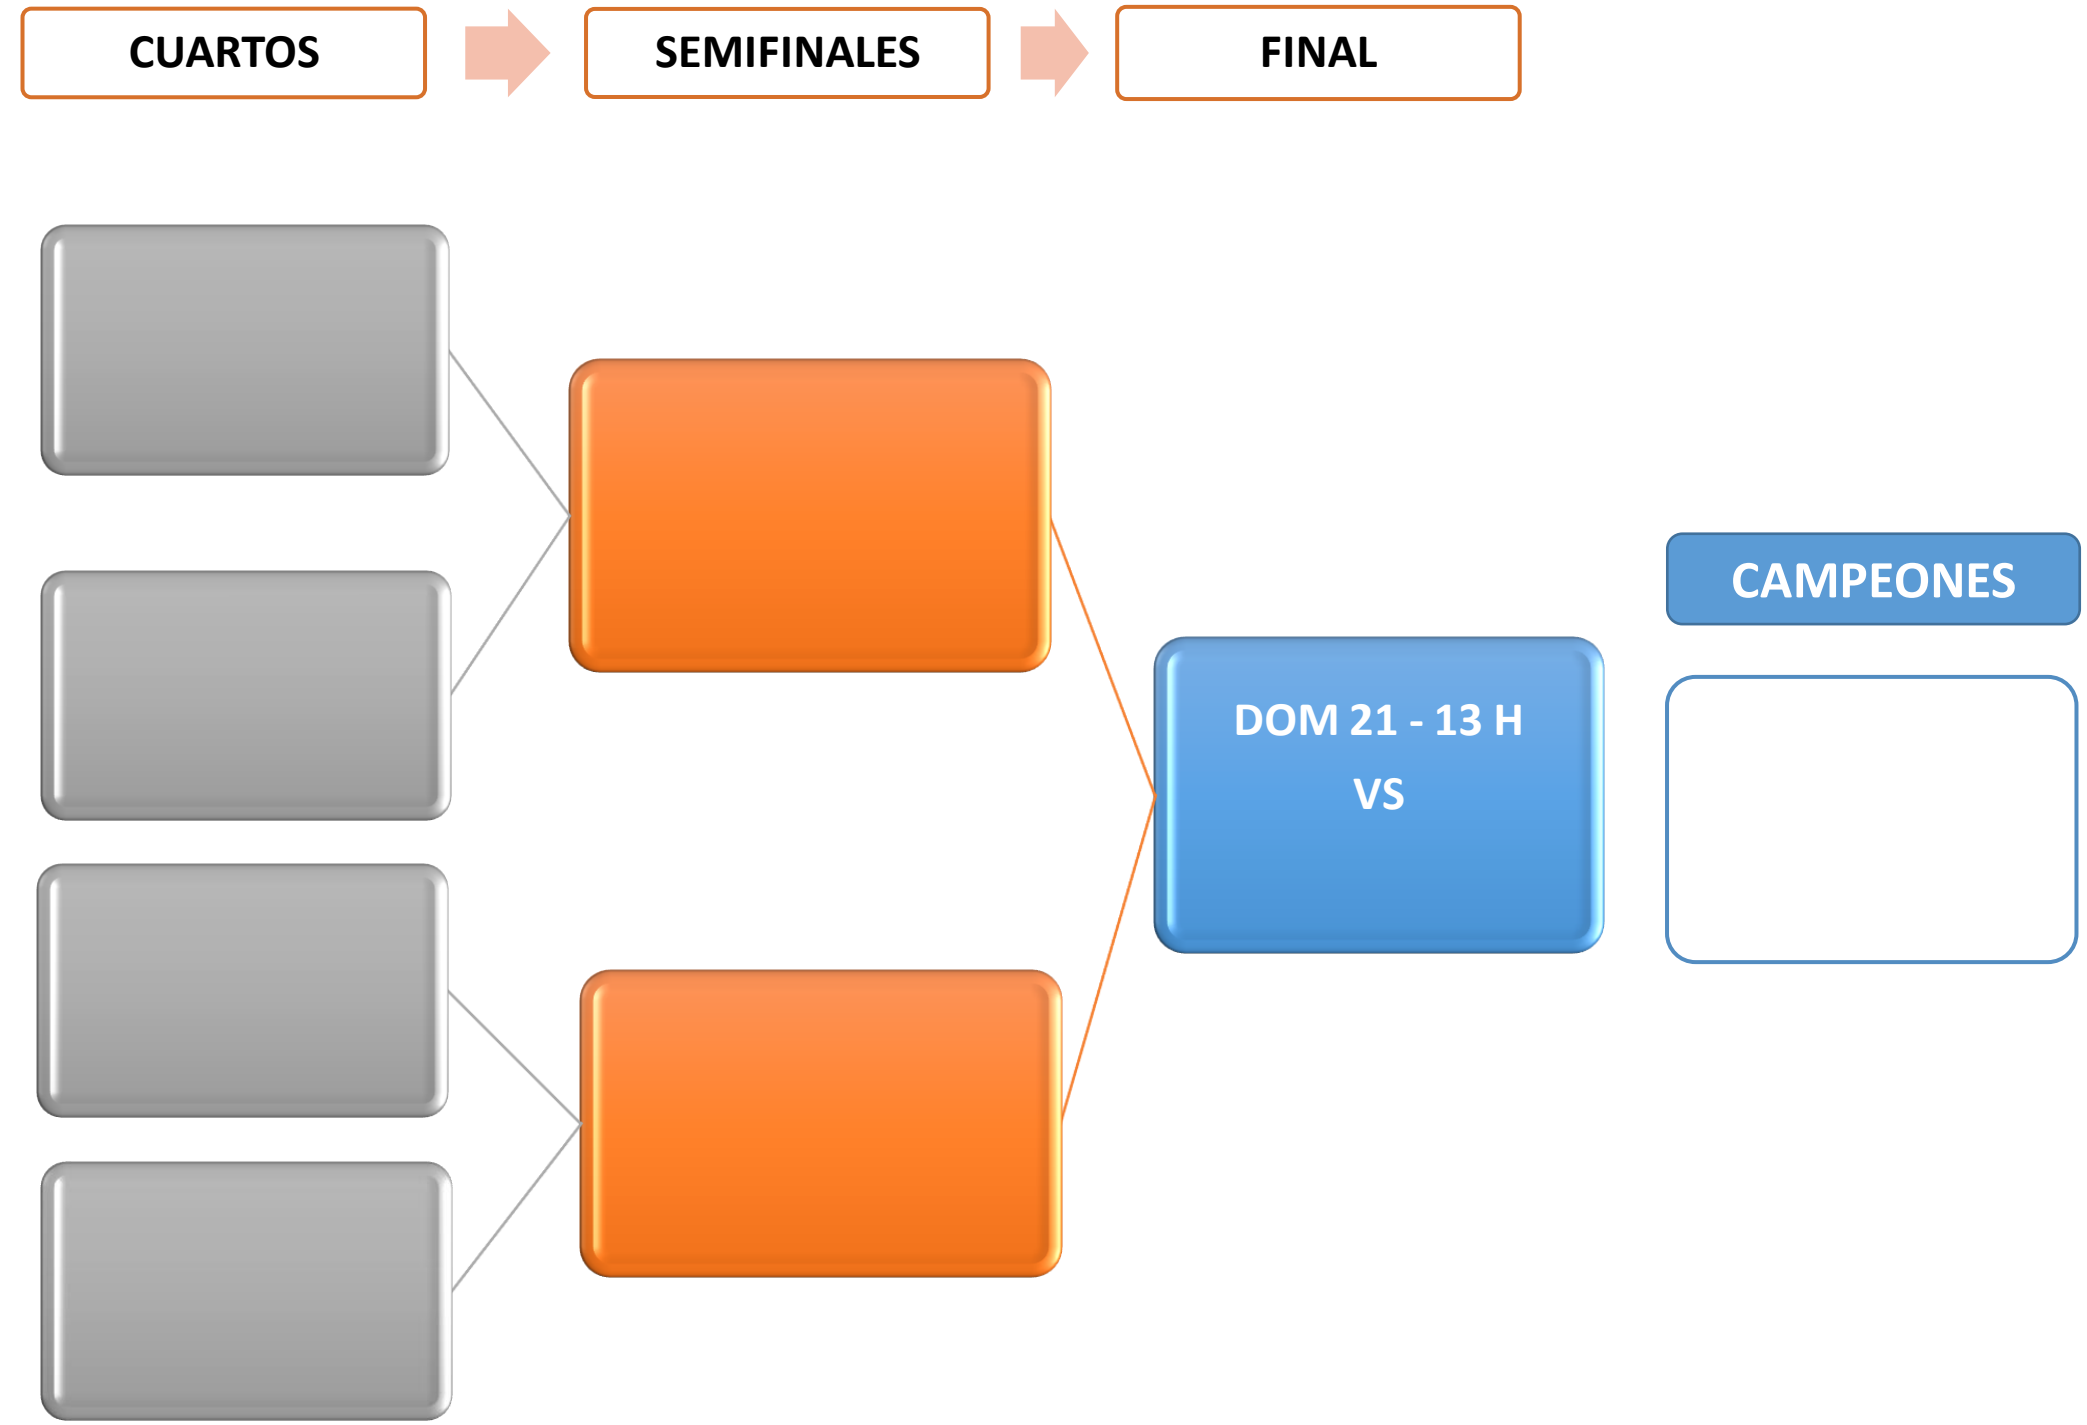 CUARTOS
SEMIFINALES
FINAL
CAMPEONES
DOM 21 - 13 H
VS